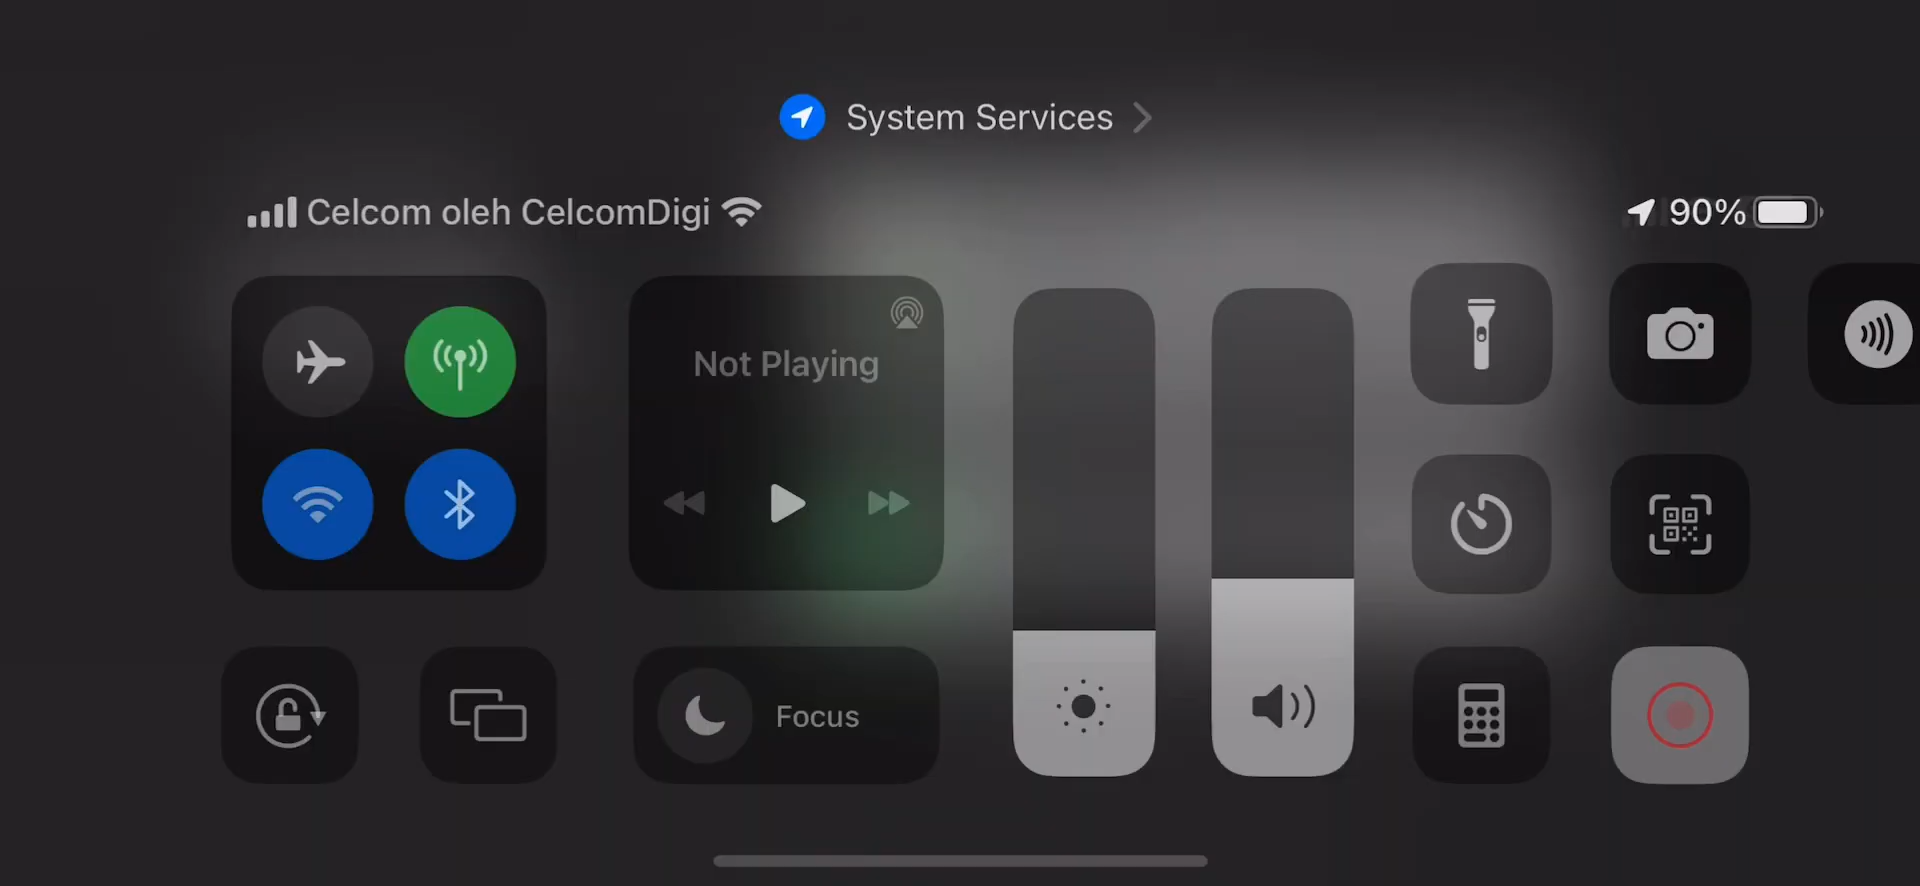 System Services
Celcom oleh CelcomDigi
90%
Not Playing
Focus